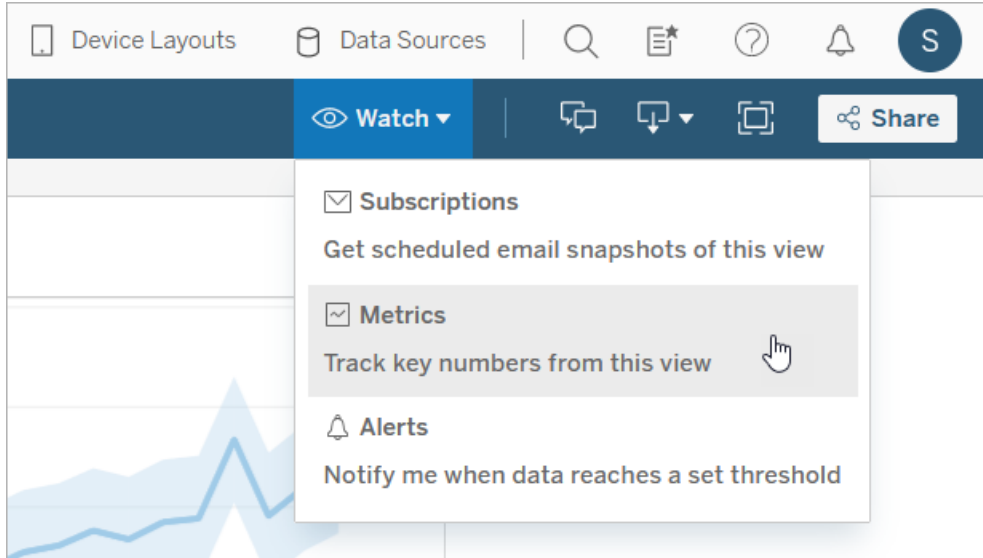 Device Layouts
Data Sources
S
Watch
Share
Subscriptions
Get scheduled email snapshots of this view
Metrics
Track key numbers from this view
Alerts
Notify me when data reaches a set threshold